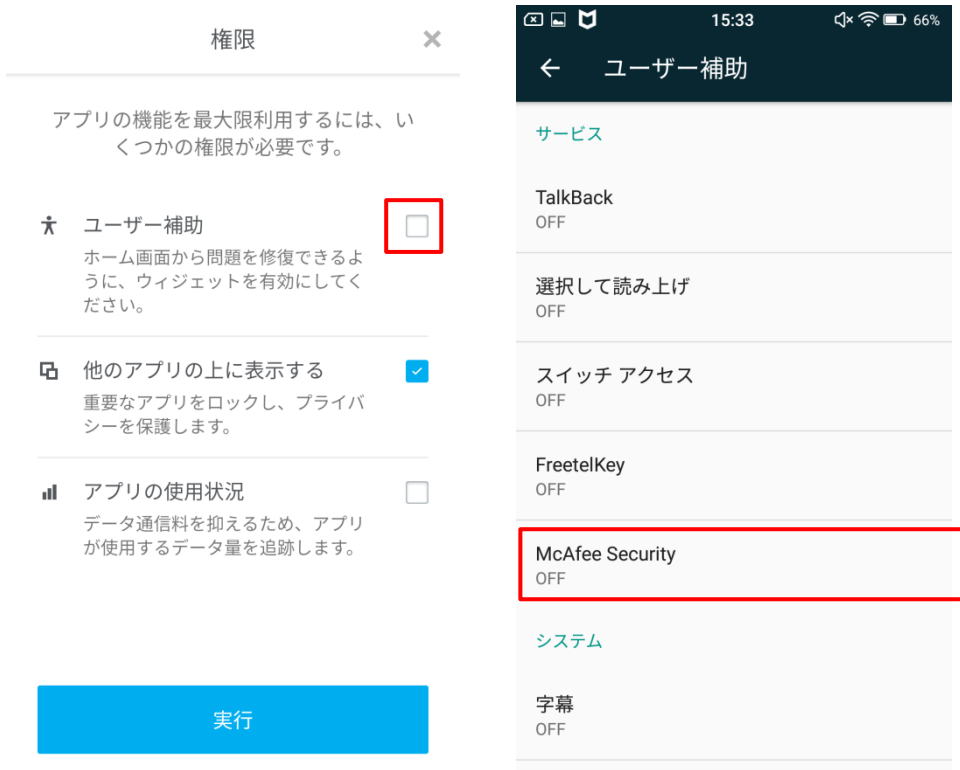 権限
アプリの機能を最大限利用するには、い
くつかの権限が必要です。
ユーザー補助
ホーム画面から問題を修復できるよ
うに、ウィジェットを有効にしてく
ださい。
他のアプリの上に表示する
重要なアプリをロックし、プライバ
シーを保護します。
アプリの使用状況
データ通信料を抑えるため、アプリ
が使用するデータ量を追跡します。
実行
15:33
66%
ユーザー補助
サービス
TalkBack
OFF
選択して読み上げ
OFF
スイッチ アクセス
OFF
FreetelKey
OFF
McAfee Security
OFF
システム
字幕
OFF